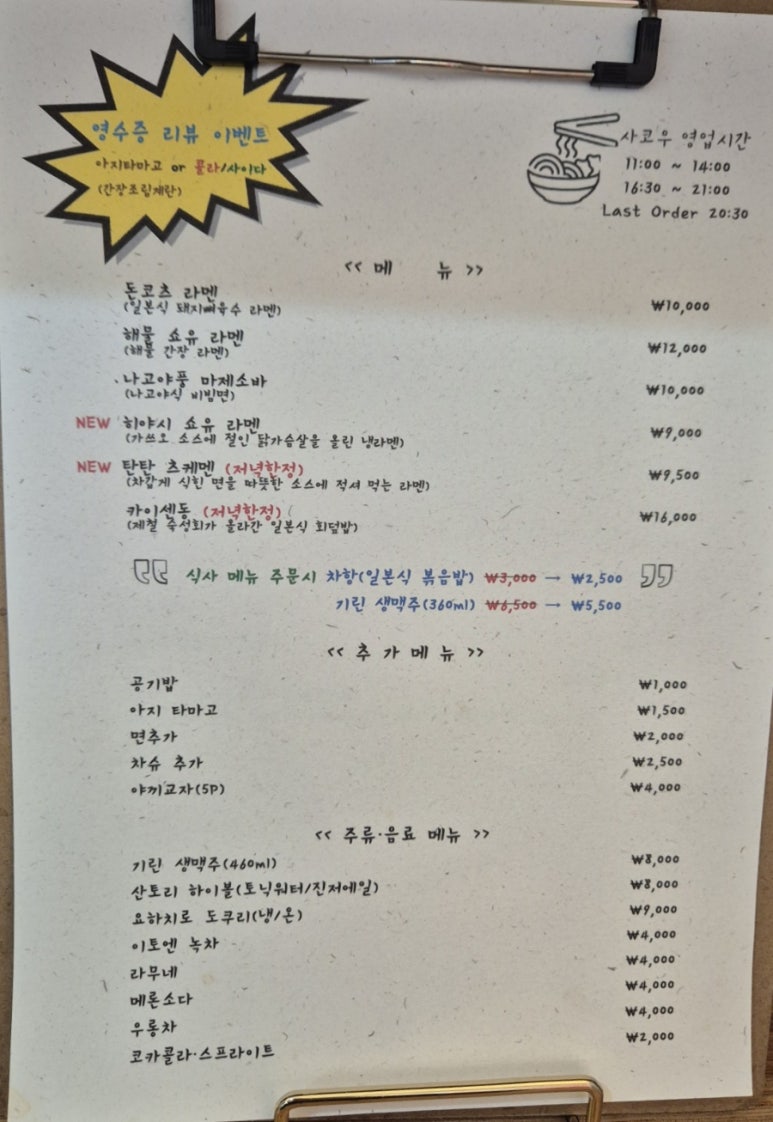 영수증 리뷰 이벤트
아지타마고 or 콜라/사이다
(간장조림계란)
사코우 영업시간
11:00 ~ 14:00
16:30 ~ 21:00
Last Order 20:30
<< 메 뉴 >>
돈코츠 라멘 ₩10,000
(일본식 돼지뼈육수 라멘)
해물 쇼유 라멘 ₩12,000
(해물 간장 라멘)
나고야풍 마제소바 ₩10,000
(나고야식 비빔면)
NEW 히야시 쇼유 라멘 ₩9,000
(가쓰오 소스에 절인 닭가슴살을 올린 냉라멘)
NEW 탄탄 츠케멘 (저녁한정) ₩9,500
(차갑게 식힌 면을 따뜻한 소스에 적셔 먹는 라멘)
카이센동 (저녁한정) ₩16,000
(제철 숙성회가 올라간 일본식 회덮밥)
식사 메뉴 주문시 차항(일본식 볶음밥) ₩3,000 → ₩2,500
기린 생맥주(360ml) ₩6,500 → ₩5,500
<< 추 가 메 뉴 >>
공기밥 ₩1,000
아지 타마고 ₩1,500
면추가 ₩2,000
차슈 추가 ₩2,500
야끼교자(5P) ₩4,000
<< 주류·음료 메뉴 >>
기린 생맥주(460ml) ₩8,000
산토리 하이볼(토닉워터/진저에일) ₩8,000
요하치로 도쿠리(냉/온) ₩9,000
이토엔 녹차 ₩4,000
라무네 ₩4,000
메론소다 ₩4,000
우롱차 ₩4,000
코카콜라·스프라이트 ₩2,000